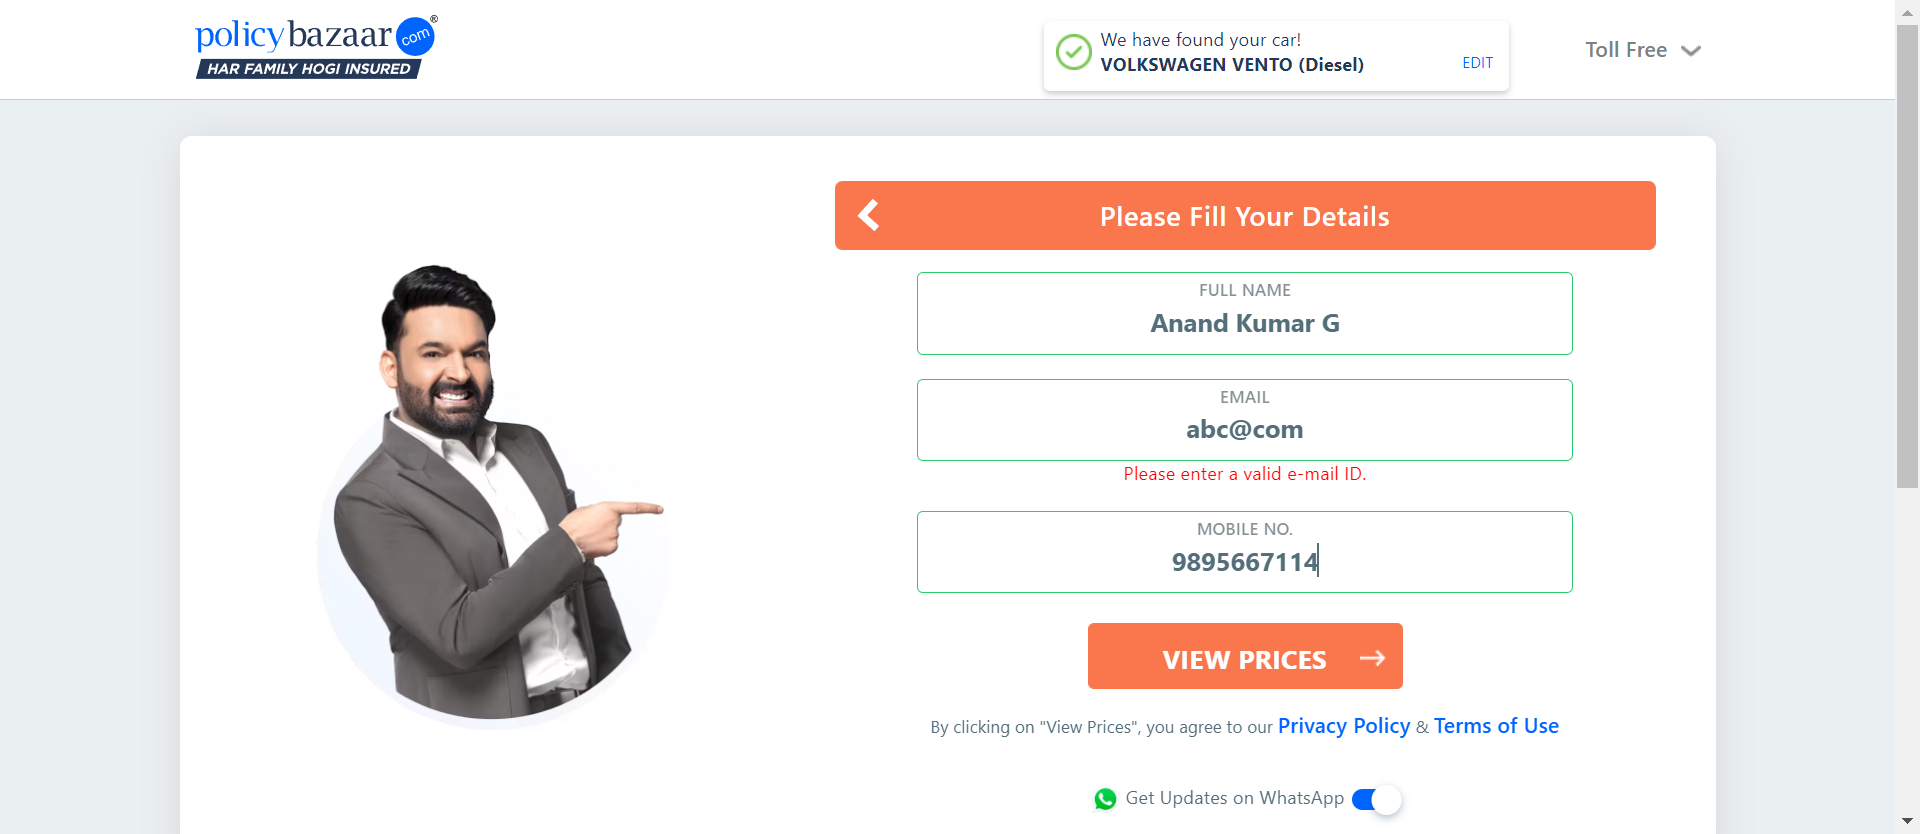 policybazaar.com®
HAR FAMILY HOGI INSURED
We have found your car!
VOLKSWAGEN VENTO (Diesel)
EDIT
Toll Free
Please Fill Your Details
FULL NAME
Anand Kumar G
EMAIL
abc@com
Please enter a valid e-mail ID.
MOBILE NO.
9895667114
VIEW PRICES
By clicking on "View Prices", you agree to our Privacy Policy & Terms of Use
Get Updates on WhatsApp